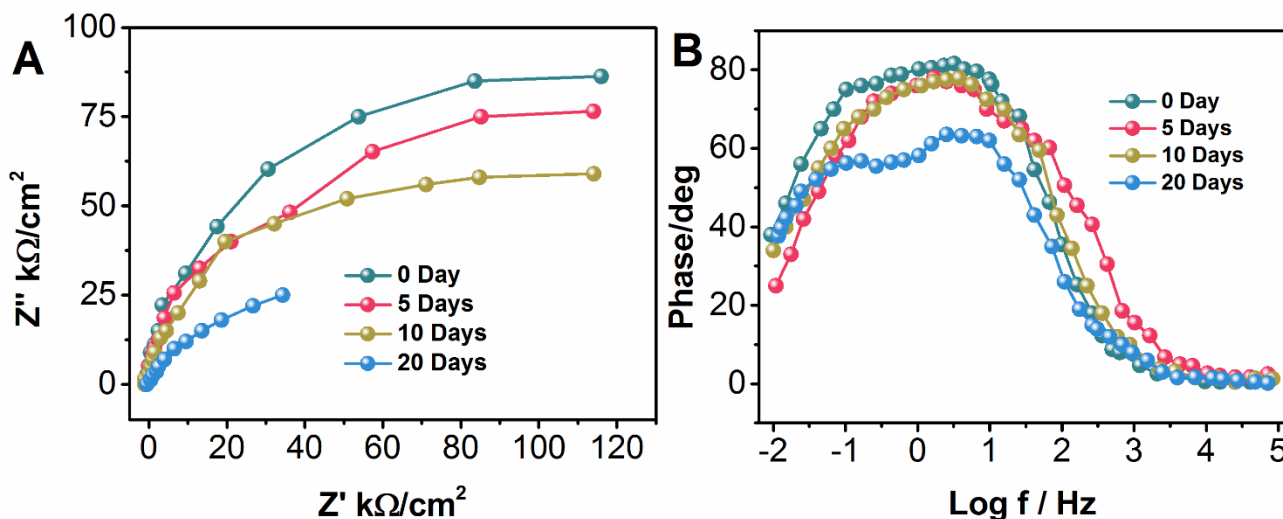 A
Z" kΩ/cm²
100
75
50
25
0
0 Day
5 Days
10 Days
20 Days
0 20 40 60 80 100 120
Z' kΩ/cm²
B
Phase/deg
80
60
40
20
0
0 Day
5 Days
10 Days
20 Days
-2 -1 0 1 2 3 4 5
Log f / Hz